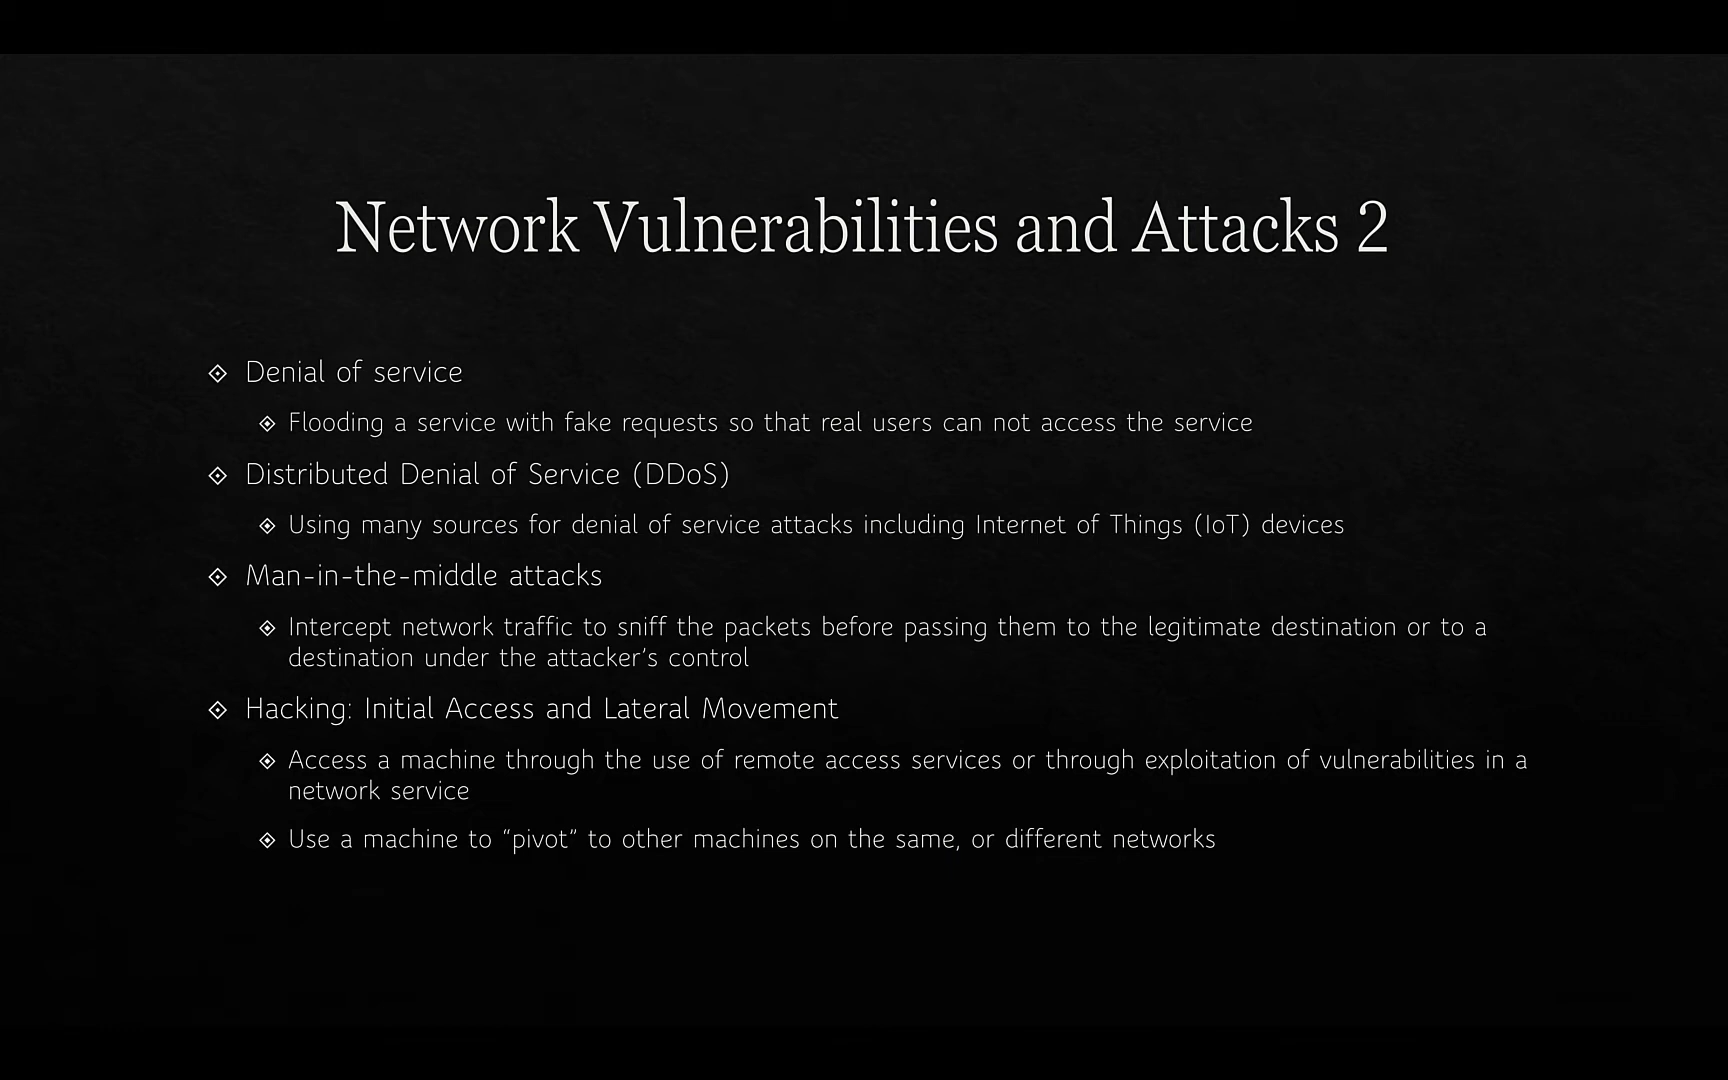 Network Vulnerabilities and Attacks 2
Denial of service
Flooding a service with fake requests so that real users can not access the service
Distributed Denial of Service (DDoS)
Using many sources for denial of service attacks including Internet of Things (IoT) devices
Man-in-the-middle attacks
Intercept network traffic to sniff the packets before passing them to the legitimate destination or to a
destination under the attacker’s control
Hacking: Initial Access and Lateral Movement
Access a machine through the use of remote access services or through exploitation of vulnerabilities in a
network service
Use a machine to “pivot” to other machines on the same, or different networks